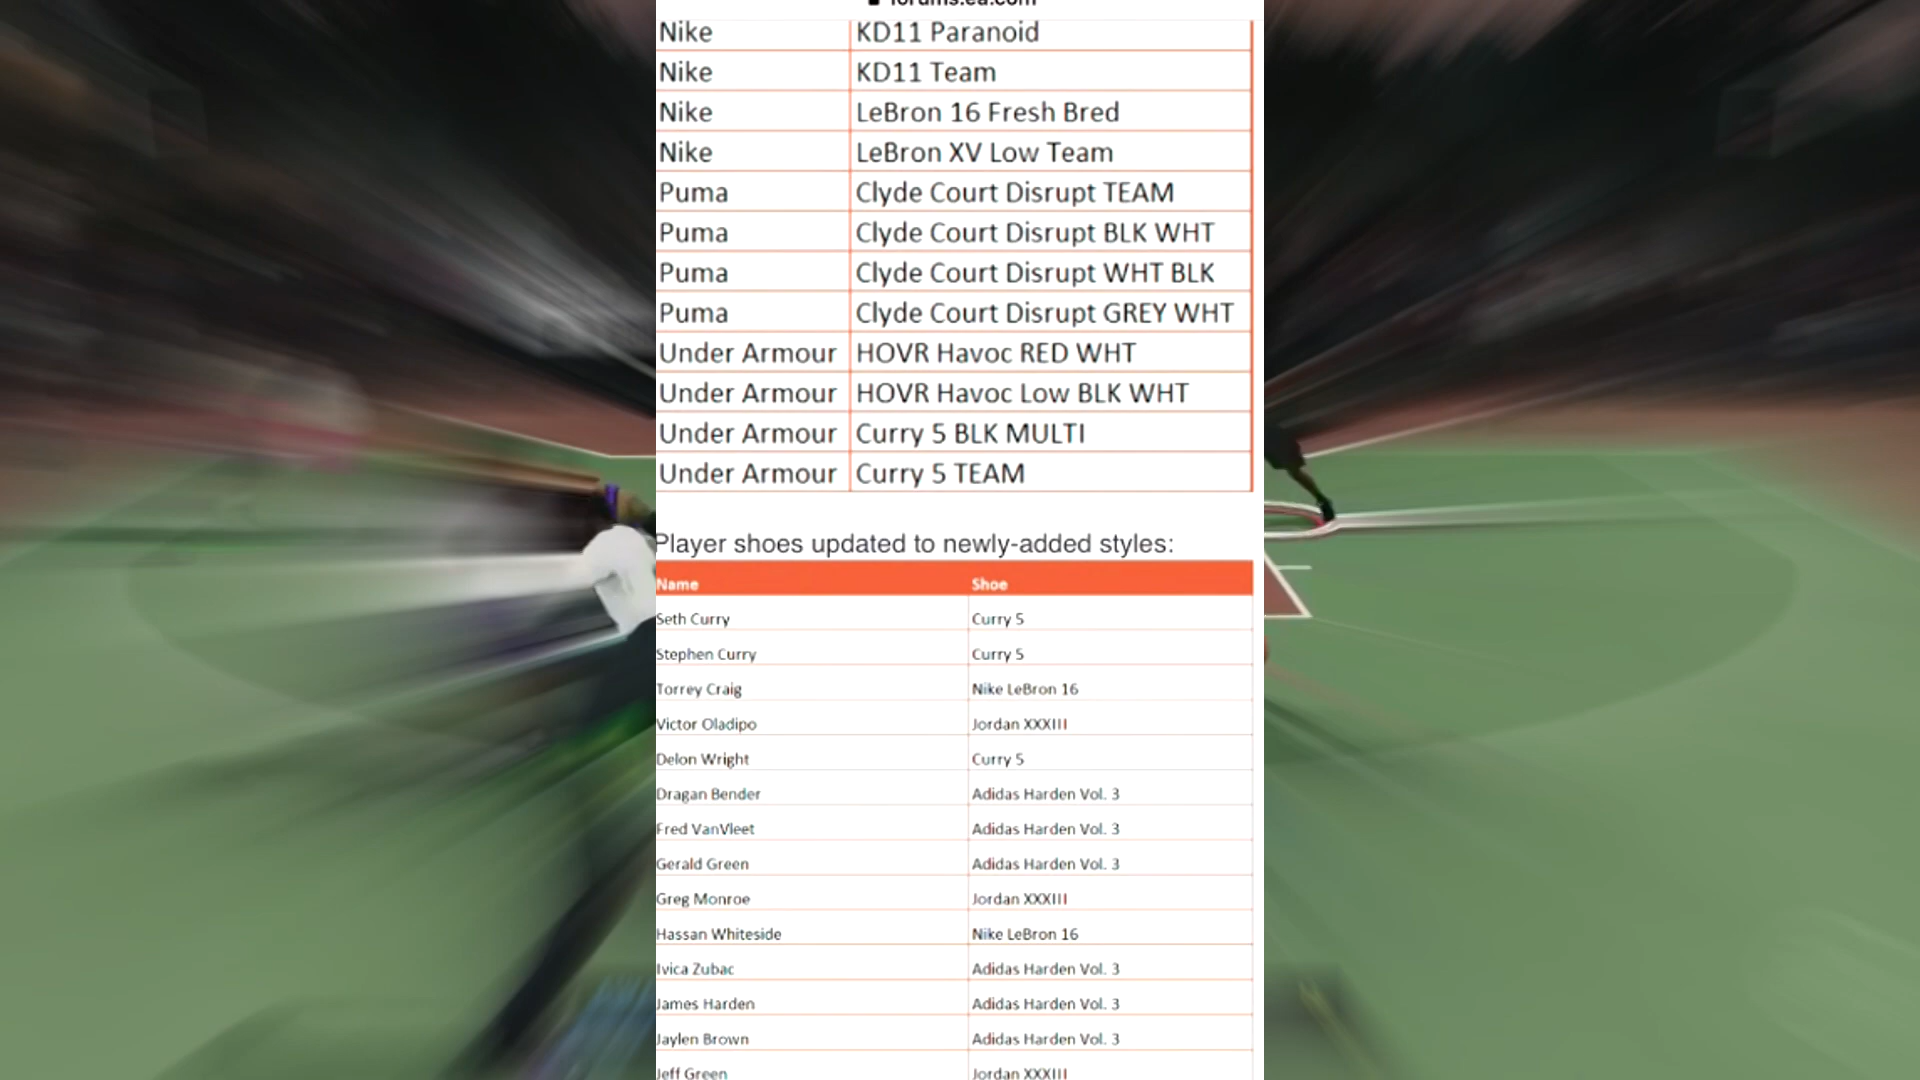 forums.ea.com
Nike KD11 Paranoid
Nike KD11 Team
Nike LeBron 16 Fresh Bred
Nike LeBron XV Low Team
Puma Clyde Court Disrupt TEAM
Puma Clyde Court Disrupt BLK WHT
Puma Clyde Court Disrupt WHT BLK
Puma Clyde Court Disrupt GREY WHT
Under Armour HOVR Havoc RED WHT
Under Armour HOVR Havoc Low BLK WHT
Under Armour Curry 5 BLK MULTI
Under Armour Curry 5 TEAM
Player shoes updated to newly-added styles:
Name Shoe
Seth Curry Curry 5
Stephen Curry Curry 5
Torrey Craig Nike LeBron 16
Victor Oladipo Jordan XXXIII
Delon Wright Curry 5
Dragan Bender Adidas Harden Vol. 3
Fred VanVleet Adidas Harden Vol. 3
Gerald Green Adidas Harden Vol. 3
Greg Monroe Jordan XXXIII
Hassan Whiteside Nike LeBron 16
Ivica Zubac Adidas Harden Vol. 3
James Harden Adidas Harden Vol. 3
Jaylen Brown Adidas Harden Vol. 3
Jeff Green Jordan XXXIII